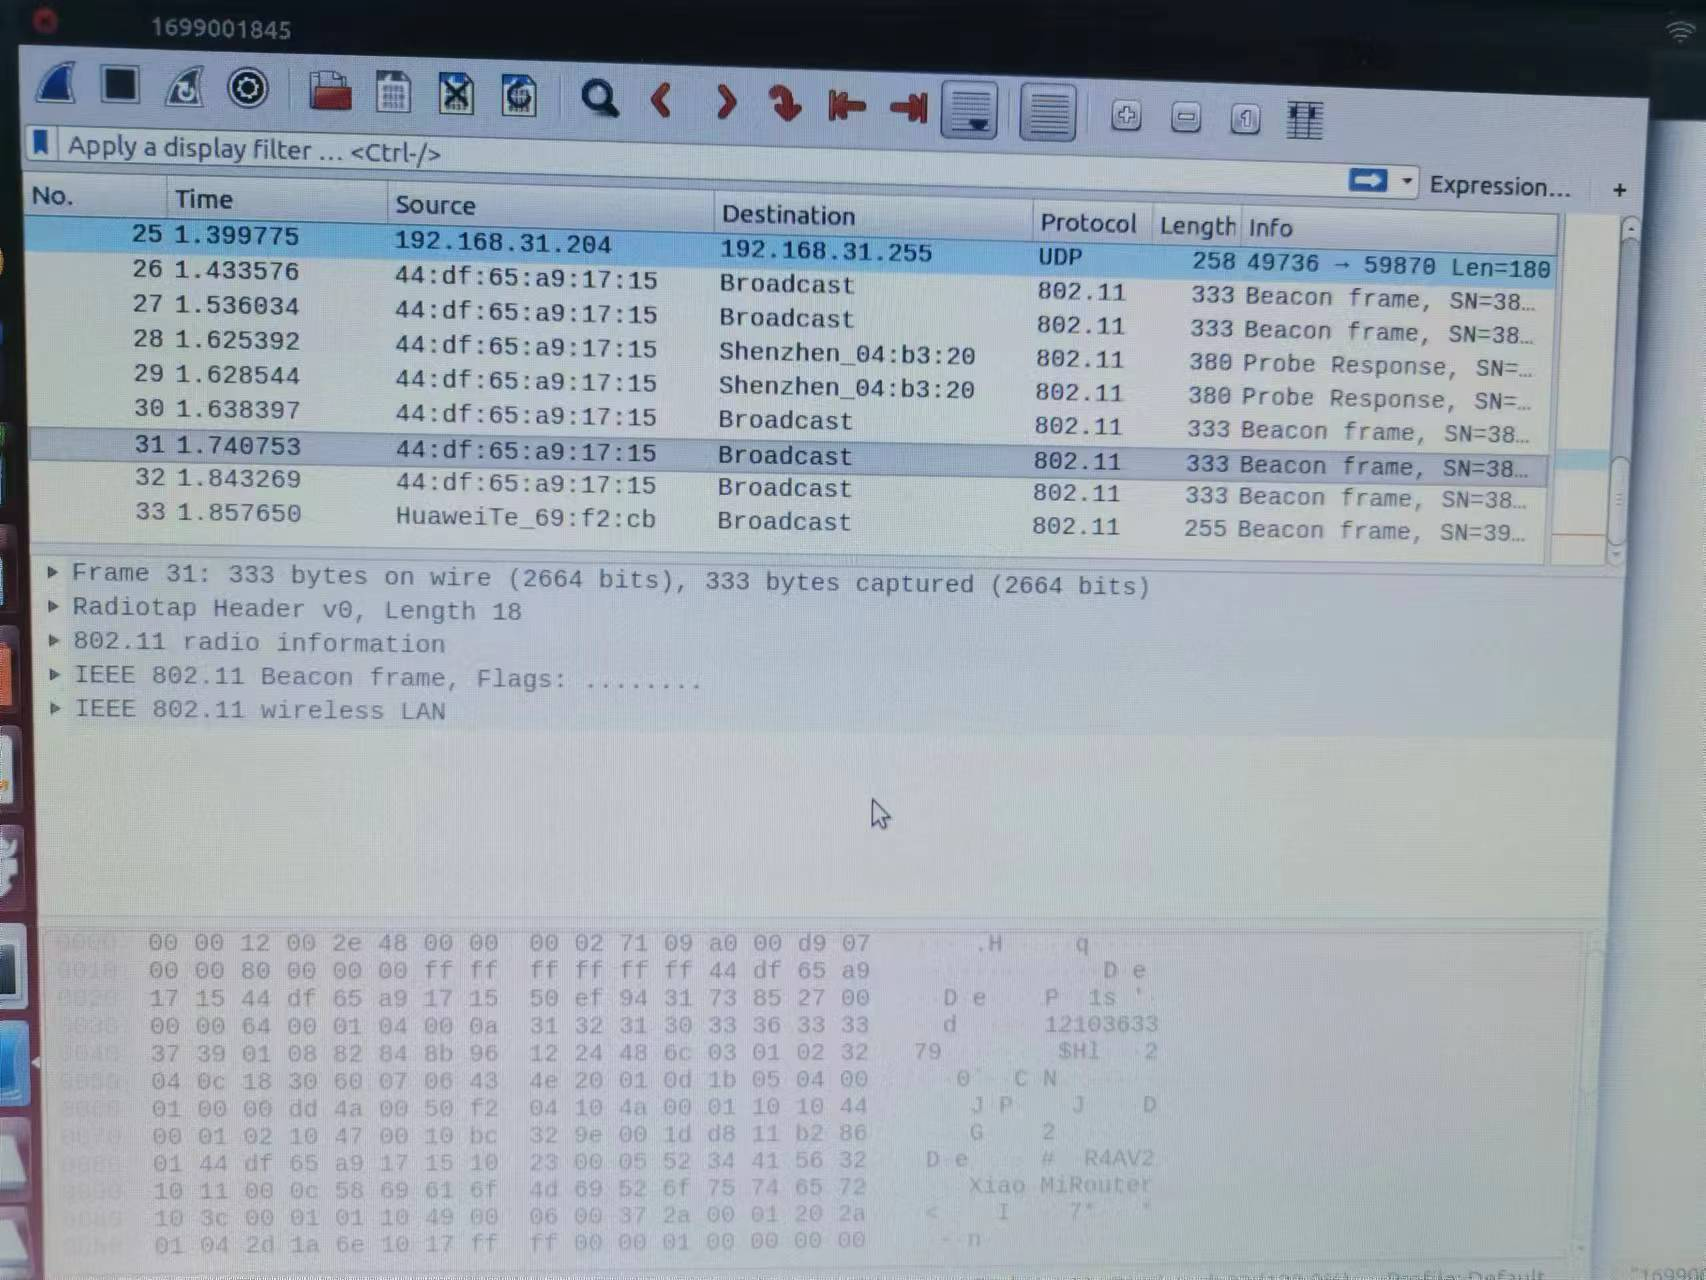 1699001845
Apply a display filter ... <Ctrl-/>
Expression... +
No. Time Source Destination Protocol Length Info
25 1.399775 192.168.31.204 192.168.31.255 UDP 258 49736 → 59870 Len=180
26 1.433576 44:df:65:a9:17:15 Broadcast 802.11 333 Beacon frame, SN=38...
27 1.536034 44:df:65:a9:17:15 Broadcast 802.11 333 Beacon frame, SN=38...
28 1.625392 44:df:65:a9:17:15 Shenzhen_04:b3:20 802.11 380 Probe Response, SN=...
29 1.628544 44:df:65:a9:17:15 Shenzhen_04:b3:20 802.11 380 Probe Response, SN=...
30 1.638397 44:df:65:a9:17:15 Broadcast 802.11 333 Beacon frame, SN=38...
31 1.740753 44:df:65:a9:17:15 Broadcast 802.11 333 Beacon frame, SN=38...
32 1.843269 44:df:65:a9:17:15 Broadcast 802.11 333 Beacon frame, SN=38...
33 1.857650 HuaweiTe_69:f2:cb Broadcast 802.11 255 Beacon frame, SN=39...
Frame 31: 333 bytes on wire (2664 bits), 333 bytes captured (2664 bits)
Radiotap Header v0, Length 18
802.11 radio information
IEEE 802.11 Beacon frame, Flags: ........
IEEE 802.11 wireless LAN
0000 00 00 12 00 2e 48 00 00 00 02 71 09 a0 00 d9 07 .H q
0010 00 00 80 00 00 00 ff ff ff ff ff ff 44 df 65 a9 D e
0020 17 15 44 df 65 a9 17 15 50 ef 94 31 73 85 27 00 D e P 1s '
0030 00 00 64 00 01 04 00 0a 31 32 31 30 33 36 33 33 d 12103633
0040 37 39 01 08 82 84 8b 96 12 24 48 6c 03 01 02 32 79 $Hl 2
04 0c 18 30 60 07 06 43 4e 20 01 0d 1b 05 04 00 0` C N
01 00 00 dd 4a 00 50 f2 04 10 4a 00 01 10 10 44 J P J D
00 01 02 10 47 00 10 bc 32 9e 00 1d d8 11 b2 86 G 2
01 44 df 65 a9 17 15 10 23 00 05 52 34 41 56 32 D e # R4AV2
10 11 00 0c 58 69 61 6f 4d 69 52 6f 75 74 65 72 Xiao MiRouter
10 3c 00 01 01 10 49 00 06 00 37 2a 00 01 20 2a < I 7* *
01 04 2d 1a 6e 10 17 ff ff 00 00 01 00 00 00 00 - n
Profile: Default